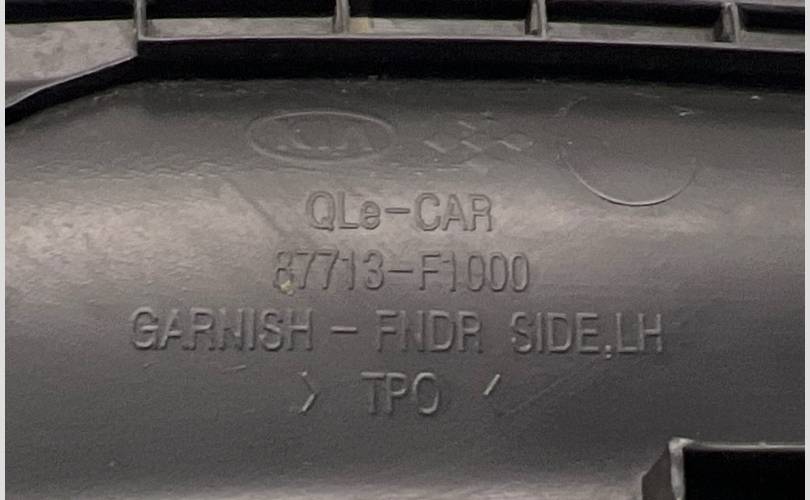 KIA
QLe-CAR
87713-F1000
GARNISH - FNDR SIDE,LH
> TPO <